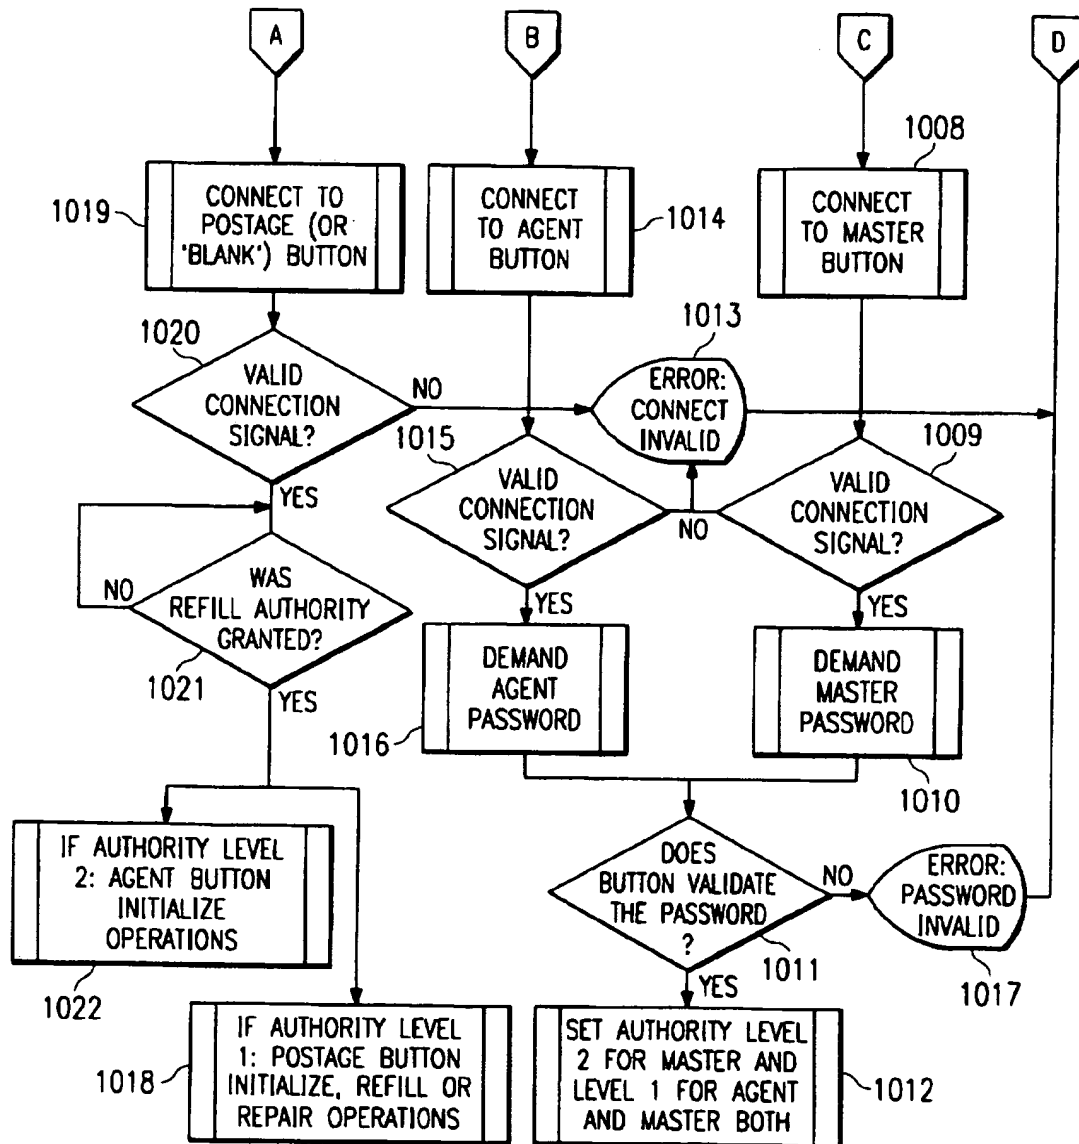 A
B
C
D
1008
1019
CONNECT TO
POSTAGE (OR
'BLANK') BUTTON
CONNECT
TO AGENT
BUTTON
1014
CONNECT
TO MASTER
BUTTON
1020
VALID
CONNECTION
SIGNAL?
NO
YES
1013
ERROR:
CONNECT
INVALID
1015
VALID
CONNECTION
SIGNAL?
NO
YES
1009
VALID
CONNECTION
SIGNAL?
YES
NO
WAS
REFILL AUTHORITY
GRANTED?
1021
YES
DEMAND
AGENT
PASSWORD
1016
DEMAND
MASTER
PASSWORD
1010
IF AUTHORITY LEVEL
2: AGENT BUTTON
INITIALIZE
OPERATIONS
1022
DOES
BUTTON VALIDATE
THE PASSWORD
?
NO
1011
YES
ERROR:
PASSWORD
INVALID
1017
1018
IF AUTHORITY LEVEL
1: POSTAGE BUTTON
INITIALIZE, REFILL OR
REPAIR OPERATIONS
SET AUTHORITY LEVEL
2 FOR MASTER AND
LEVEL 1 FOR AGENT
AND MASTER BOTH
1012